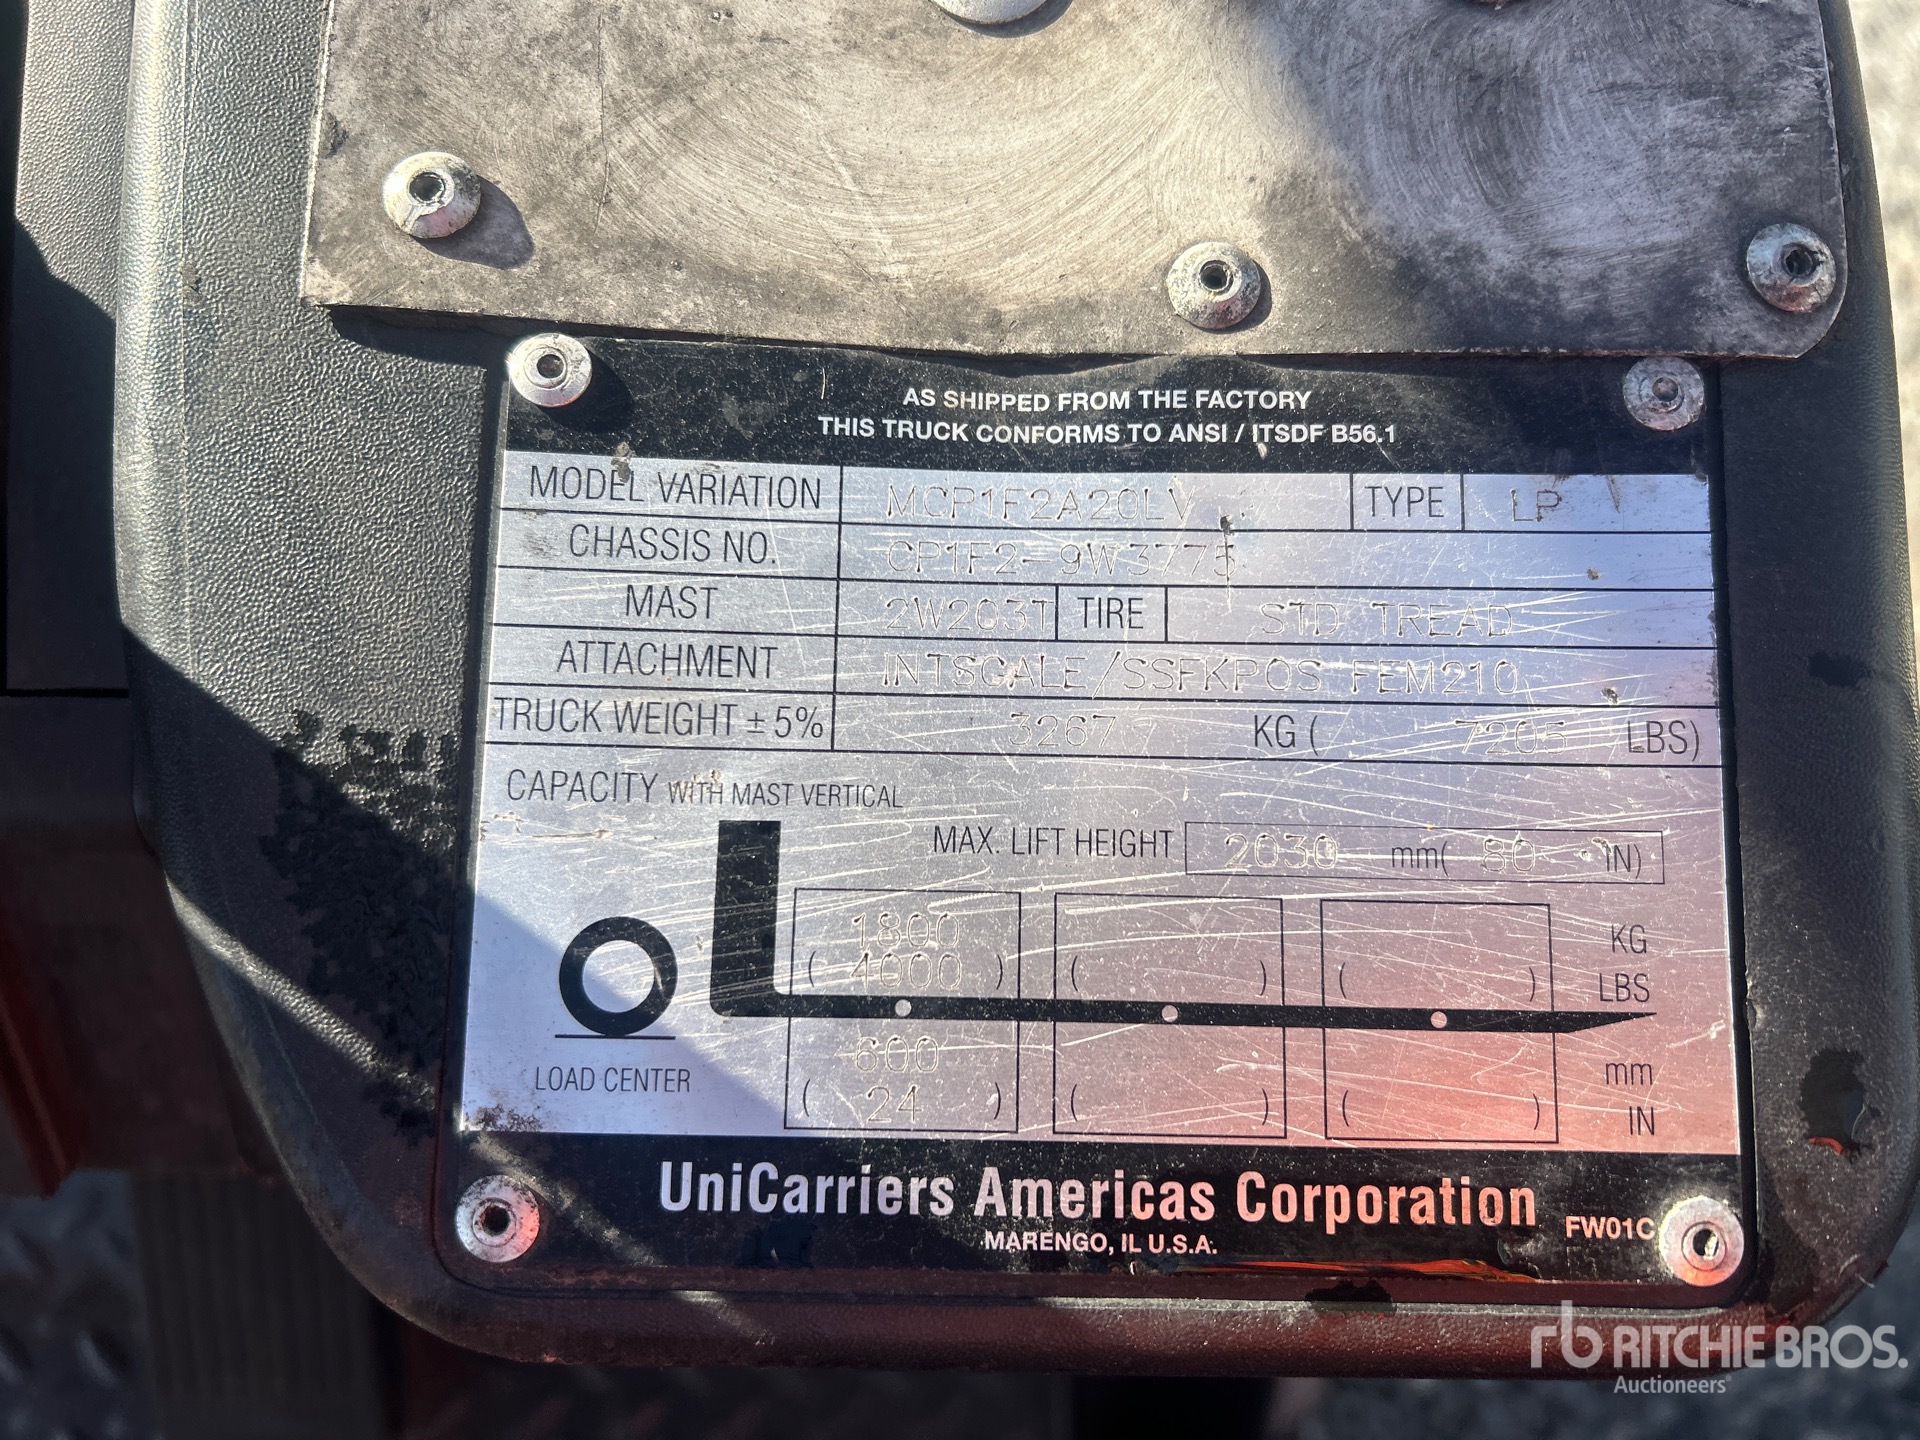 AS SHIPPED FROM THE FACTORY
THIS TRUCK CONFORMS TO ANSI / ITSDF B56.1
MODEL VARIATION MCP1F2A20LV TYPE LP
CHASSIS NO. CP1F2-9W3775
MAST 2W203T TIRE STD TREAD
ATTACHMENT INTSCALE/SSFKPOS FEM210
TRUCK WEIGHT ± 5% 3267 KG ( 7205 LBS)
CAPACITY WITH MAST VERTICAL
MAX. LIFT HEIGHT 2030 mm( 80 IN)
1800 KG
( 4000 ) ( ) ( ) LBS
600 mm
LOAD CENTER ( 24 ) ( ) ( ) IN
UniCarriers Americas Corporation FW01C
MARENGO, IL U.S.A.
rb RITCHIE BROS.
Auctioneers